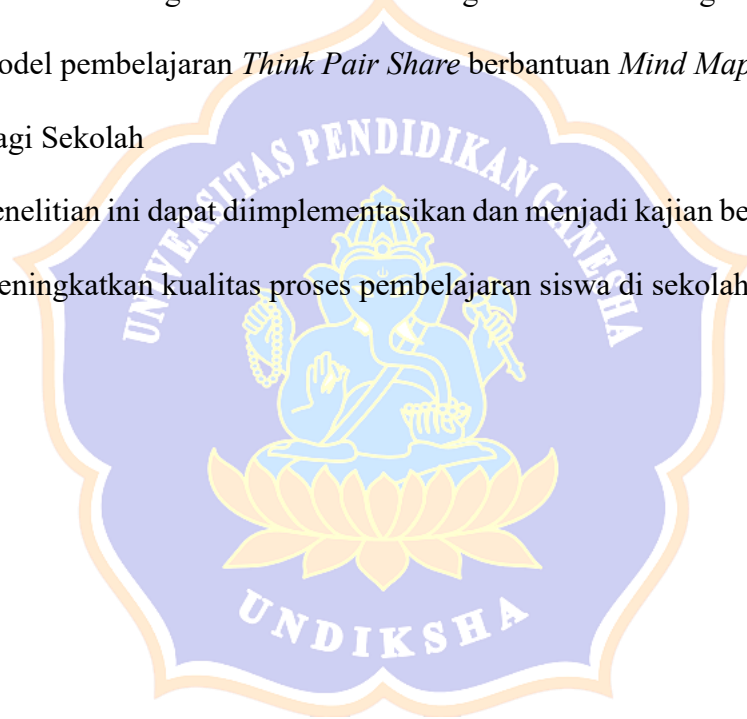 odel pembelajaran Think Pair Share berbantuan Mind Map
agi Sekolah
enelitian ini dapat diimplementasikan dan menjadi kajian be
eningkatkan kualitas proses pembelajaran siswa di sekolah
UNIVERSITAS PENDIDIKAN GANESHA
UNDIKSHA